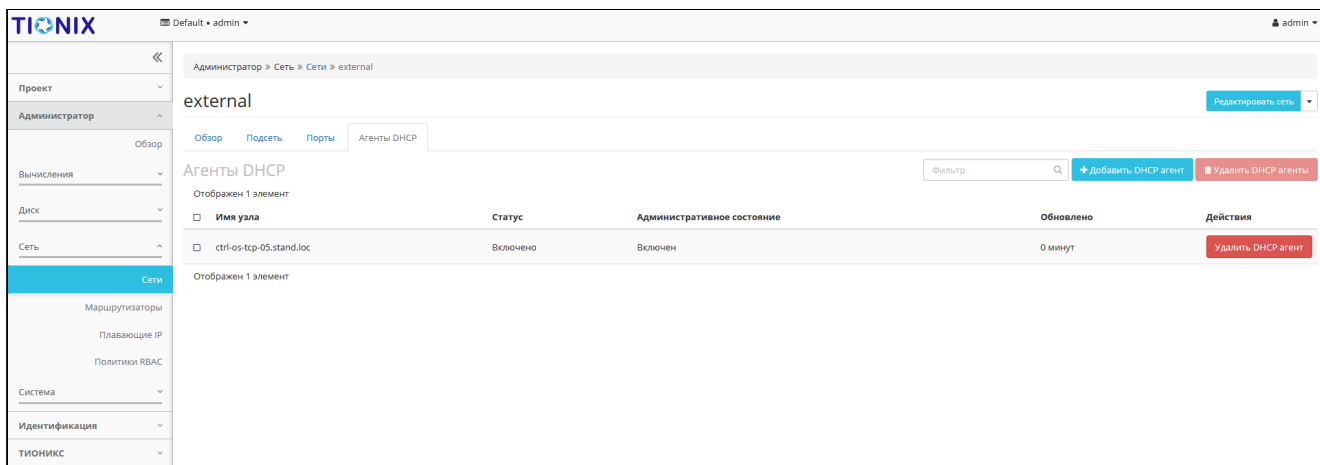 TIONIX
Default • admin
admin
Администратор » Сеть » Сети » external
Проект
Администратор
Обзор
Вычисления
Диск
Сеть
Сети
Маршрутизаторы
Плавающие IP
Политики RBAC
Система
Идентификация
ТИОНИКС
external
Редактировать сеть
Обзор Подсеть Порты Агенты DHCP
Агенты DHCP
Фильтр
Добавить DHCP агент
Удалить DHCP агенты
Отображен 1 элемент
Имя узла Статус Административное состояние Обновлено Действия
ctrl-os-tcp-05.stand.loc Включено Включен 0 минут Удалить DHCP агент
Отображен 1 элемент